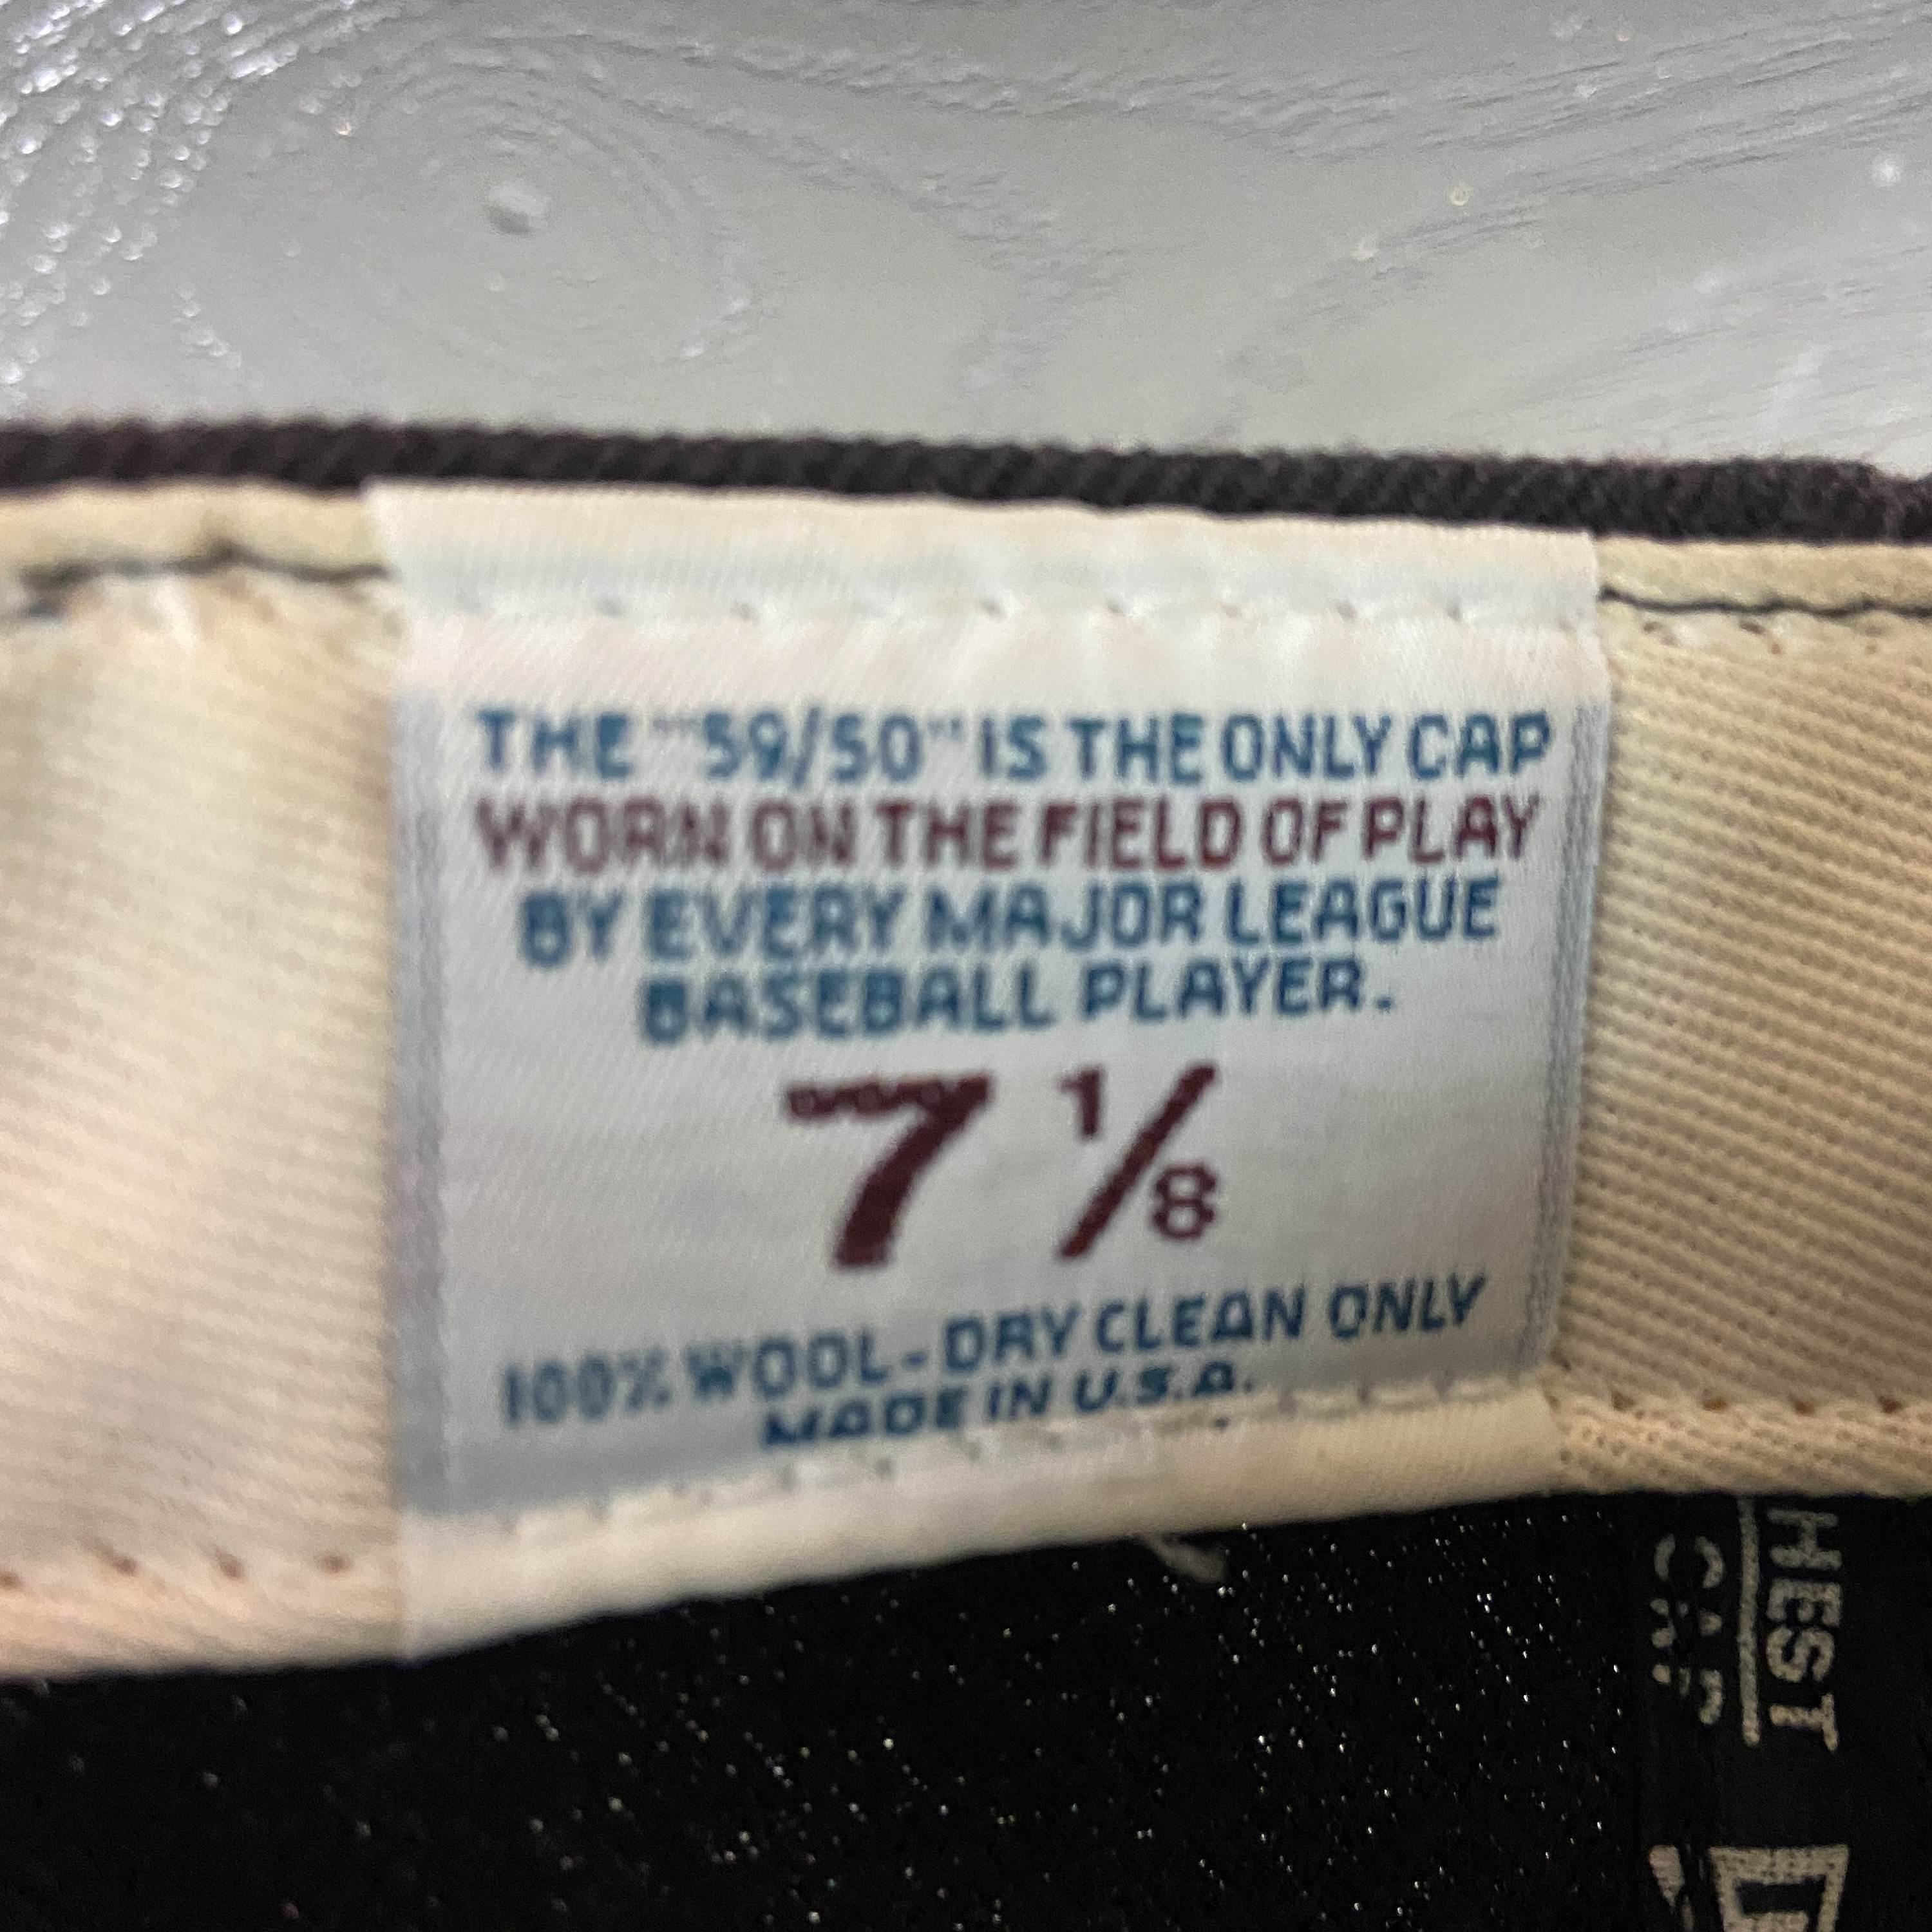 THE "59/50" IS THE ONLY CAP
WORN ON THE FIELD OF PLAY
BY EVERY MAJOR LEAGUE
BASEBALL PLAYER.
7 1/8
100% WOOL-DRY CLEAN ONLY
MADE IN U.S.A.
HEST